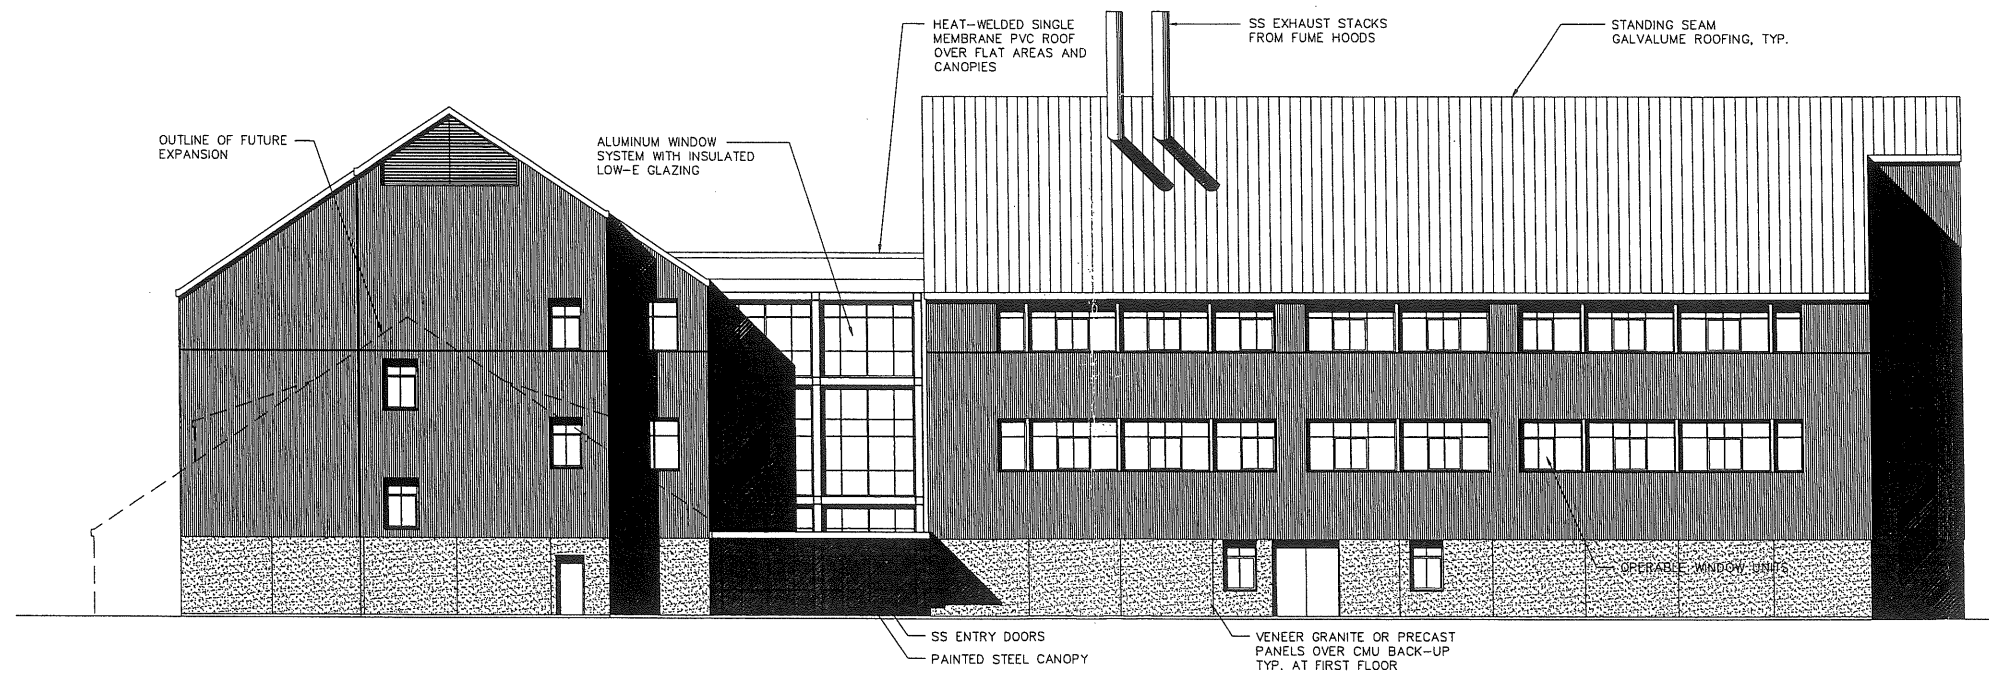 HEAT-WELDED SINGLE
MEMBRANE PVC ROOF
OVER FLAT AREAS AND
CANOPIES
SS EXHAUST STACKS
FROM FUME HOODS
STANDING SEAM
GALVALUME ROOFING, TYP.
OUTLINE OF FUTURE
EXPANSION
ALUMINUM WINDOW
SYSTEM WITH INSULATED
LOW-E GLAZING
OPERABLE WINDOW UNITS
SS ENTRY DOORS
PAINTED STEEL CANOPY
VENEER GRANITE OR PRECAST
PANELS OVER CMU BACK-UP
TYP. AT FIRST FLOOR